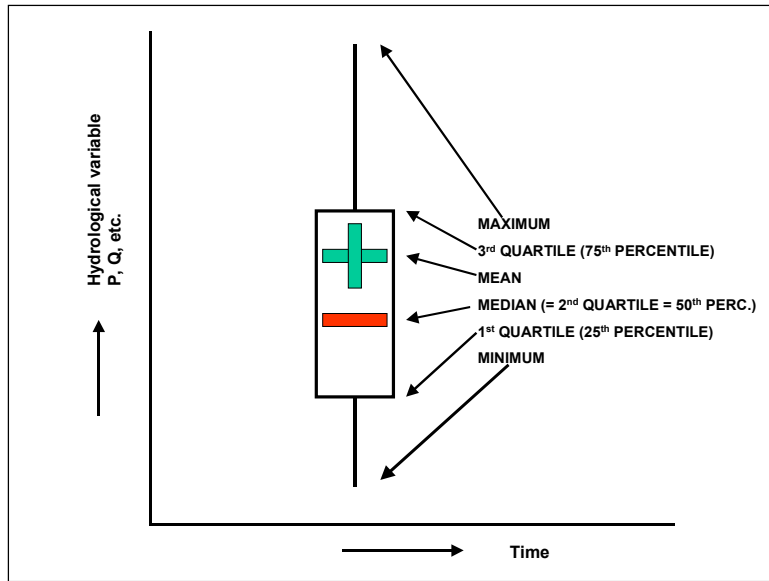 Hydrological variable
P, Q, etc.
MAXIMUM
3rd QUARTILE (75th PERCENTILE)
MEAN
MEDIAN (= 2nd QUARTILE = 50th PERC.)
1st QUARTILE (25th PERCENTILE)
MINIMUM
Time